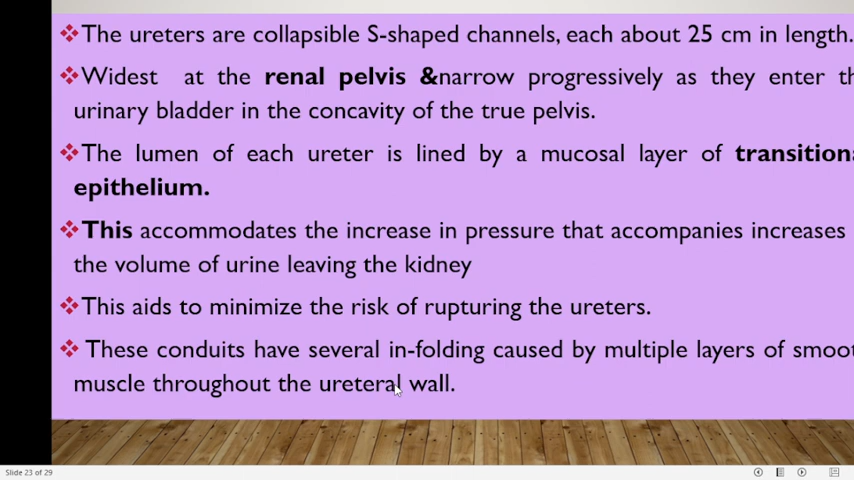 ❖The ureters are collapsible S-shaped channels, each about 25 cm in length.
❖Widest at the renal pelvis &narrow progressively as they enter
urinary bladder in the concavity of the true pelvis.
❖The lumen of each ureter is lined by a mucosal layer of
epithelium.
❖This accommodates the increase in pressure that accompanies increases
the volume of urine leaving the kidney
❖This aids to minimize the risk of rupturing the ureters.
❖ These conduits have several in-folding caused by multiple layers of
muscle throughout the ureteral wall.
Slide 23 of 29